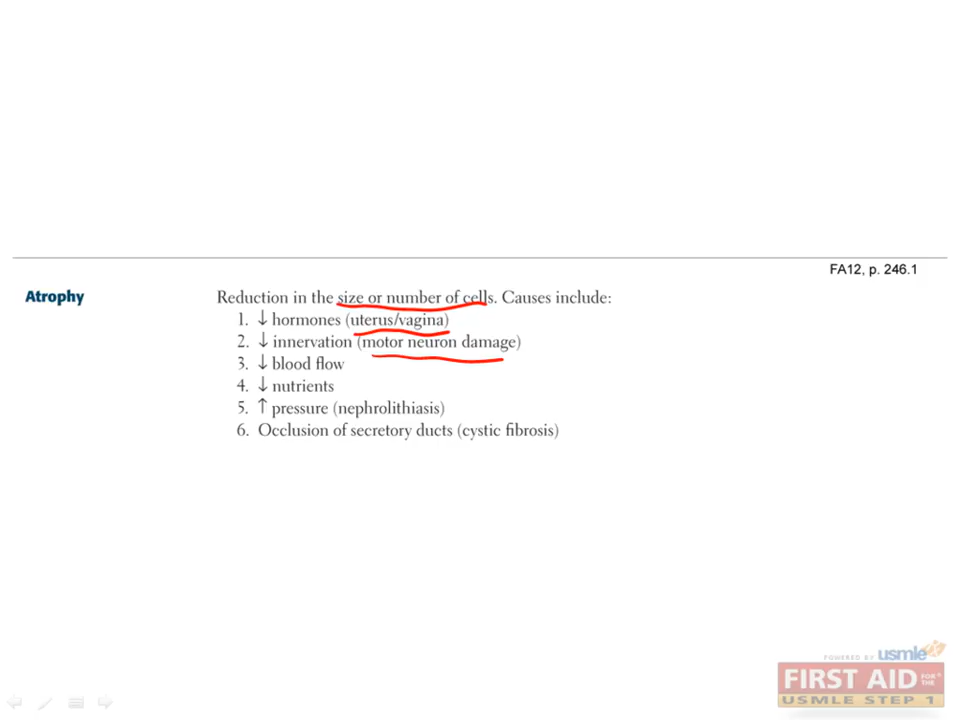 FA12, p. 246.1
Atrophy
Reduction in the size or number of cells. Causes include:
1. ↓ hormones (uterus/vagina)
2. ↓ innervation (motor neuron damage)
3. ↓ blood flow
4. ↓ nutrients
5. ↑ pressure (nephrolithiasis)
6. Occlusion of secretory ducts (cystic fibrosis)
POWERED BY usmle
FIRST AID FOR THE
USMLE STEP 1